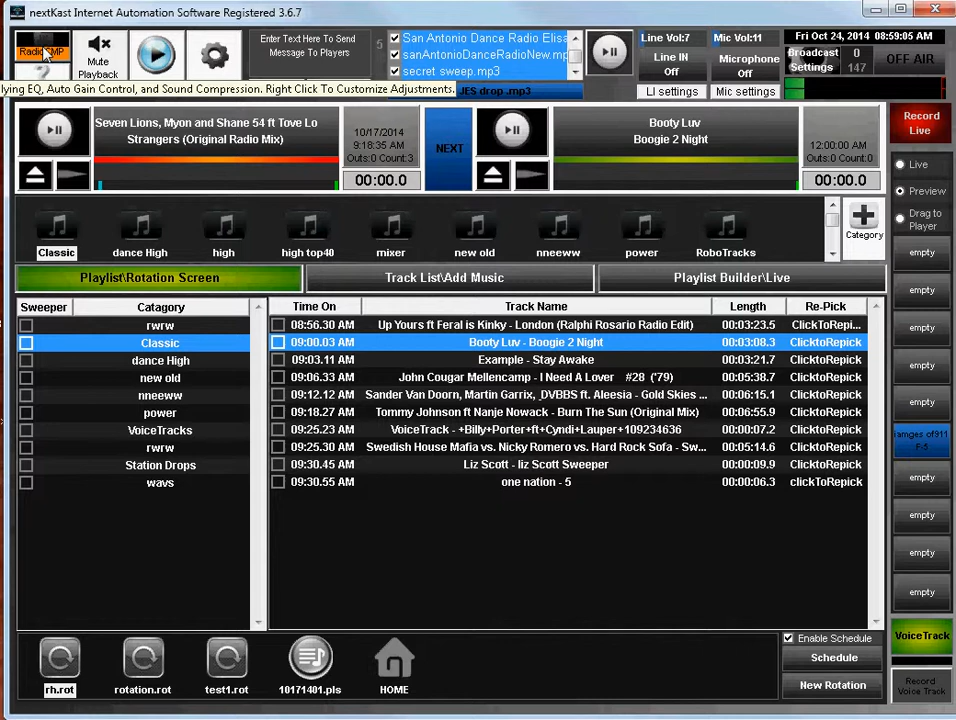 nextKast Internet Automation Software Registered 3.6.7
Mute
Playback
Enter Text Here To Send
Message To Players
5
San Antonio Dance Radio Elisa
sanAntonioDanceRadioNew.m
secret sweep.mp3
JES drop .mp3
Line Vol:7
Line IN
Off
LI settings
Mic Vol:11
Microphone
Off
Mic settings
Fri Oct 24, 2014 8:59:05 AM
Broadcast
Settings
0
147
OFF AIR
lying EQ, Auto Gain Control, and Sound Compression. Right Click To Customize Adjustments.
Seven Lions, Myon and Shane 54 ft Tove Lo
Strangers (Original Radio Mix)
10/17/2014
9:18:35 AM
Outs:0 Count:3
00:00.0
NEXT
Booty Luv
Boogie 2 Night
12:00:00 AM
Outs:0 Count:0
00:00.0
Record
Live
Live
Preview
Drag to
Player
Classic
dance High
high
high top40
mixer
new old
nneeww
power
RoboTracks
Category
Playlist\Rotation Screen
Track List\Add Music
Playlist Builder\Live
Sweeper
Catagory
Time On
Track Name
Length
Re-Pick
rwrw
Classic
dance High
new old
nneeww
power
VoiceTracks
rwrw
Station Drops
wavs
08:56.30 AM Up Yours ft Feral is Kinky - London (Ralphi Rosario Radio Edit) 00:03:23.5 ClickToRepi...
09:00.03 AM Booty Luv - Boogie 2 Night 00:03:08.3 ClickToRepick
09:03.11 AM Example - Stay Awake 00:03:21.7 ClickToRepick
09:06.33 AM John Cougar Mellencamp - I Need A Lover #28 ('79) 00:05:38.7 ClickToRepick
09:12.12 AM Sander Van Doorn, Martin Garrix, DVBBS ft. Aleesia - Gold Skies ... 00:06:15.1 ClickToRepick
09:18.27 AM Tommy Johnson ft Nanje Nowack - Burn The Sun (Original Mix) 00:06:55.9 ClickToRepick
09:25.23 AM VoiceTrack - +Billy+Porter+ft+Cyndi+Lauper+109234636 00:00:07.2 ClickToRepick
09:25.30 AM Swedish House Mafia vs. Nicky Romero vs. Hard Rock Sofa - Sw... 00:05:14.6 ClickToRepick
09:30.45 AM Liz Scott - liz Scott Sweeper 00:00:09.9 ClicktoRepick
09:30.55 AM one nation - 5 00:00:06.3 clickToRepick
empty
empty
empty
empty
empty
iamges of911
F-5
empty
empty
empty
empty
VoiceTrack
Record
Voice Track
rh.rot
rotation.rot
test1.rot
10171401.pls
HOME
Enable Schedule
Schedule
New Rotation